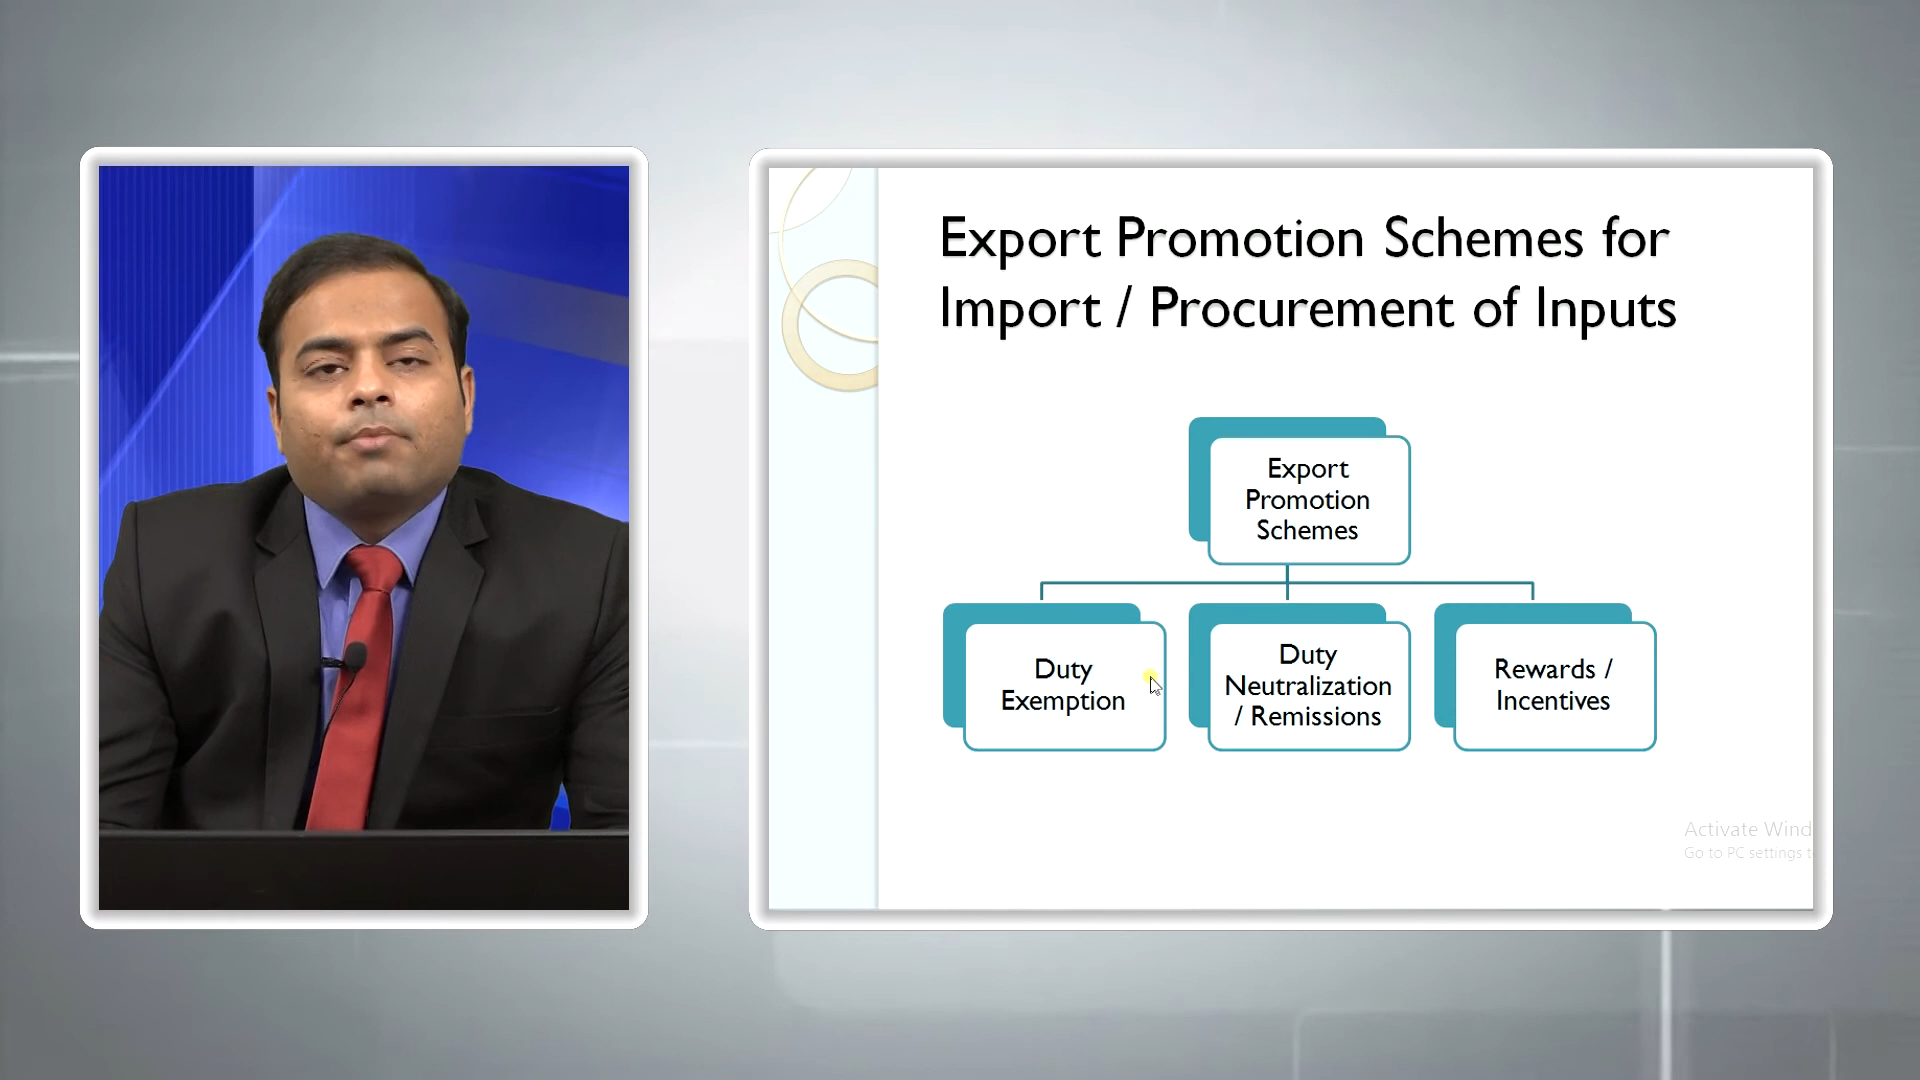 Export Promotion Schemes for
Import / Procurement of Inputs
Export
Promotion
Schemes
Duty
Exemption
Duty
Neutralization
/ Remissions
Rewards /
Incentives
Activate Wind
Go to PC settings t